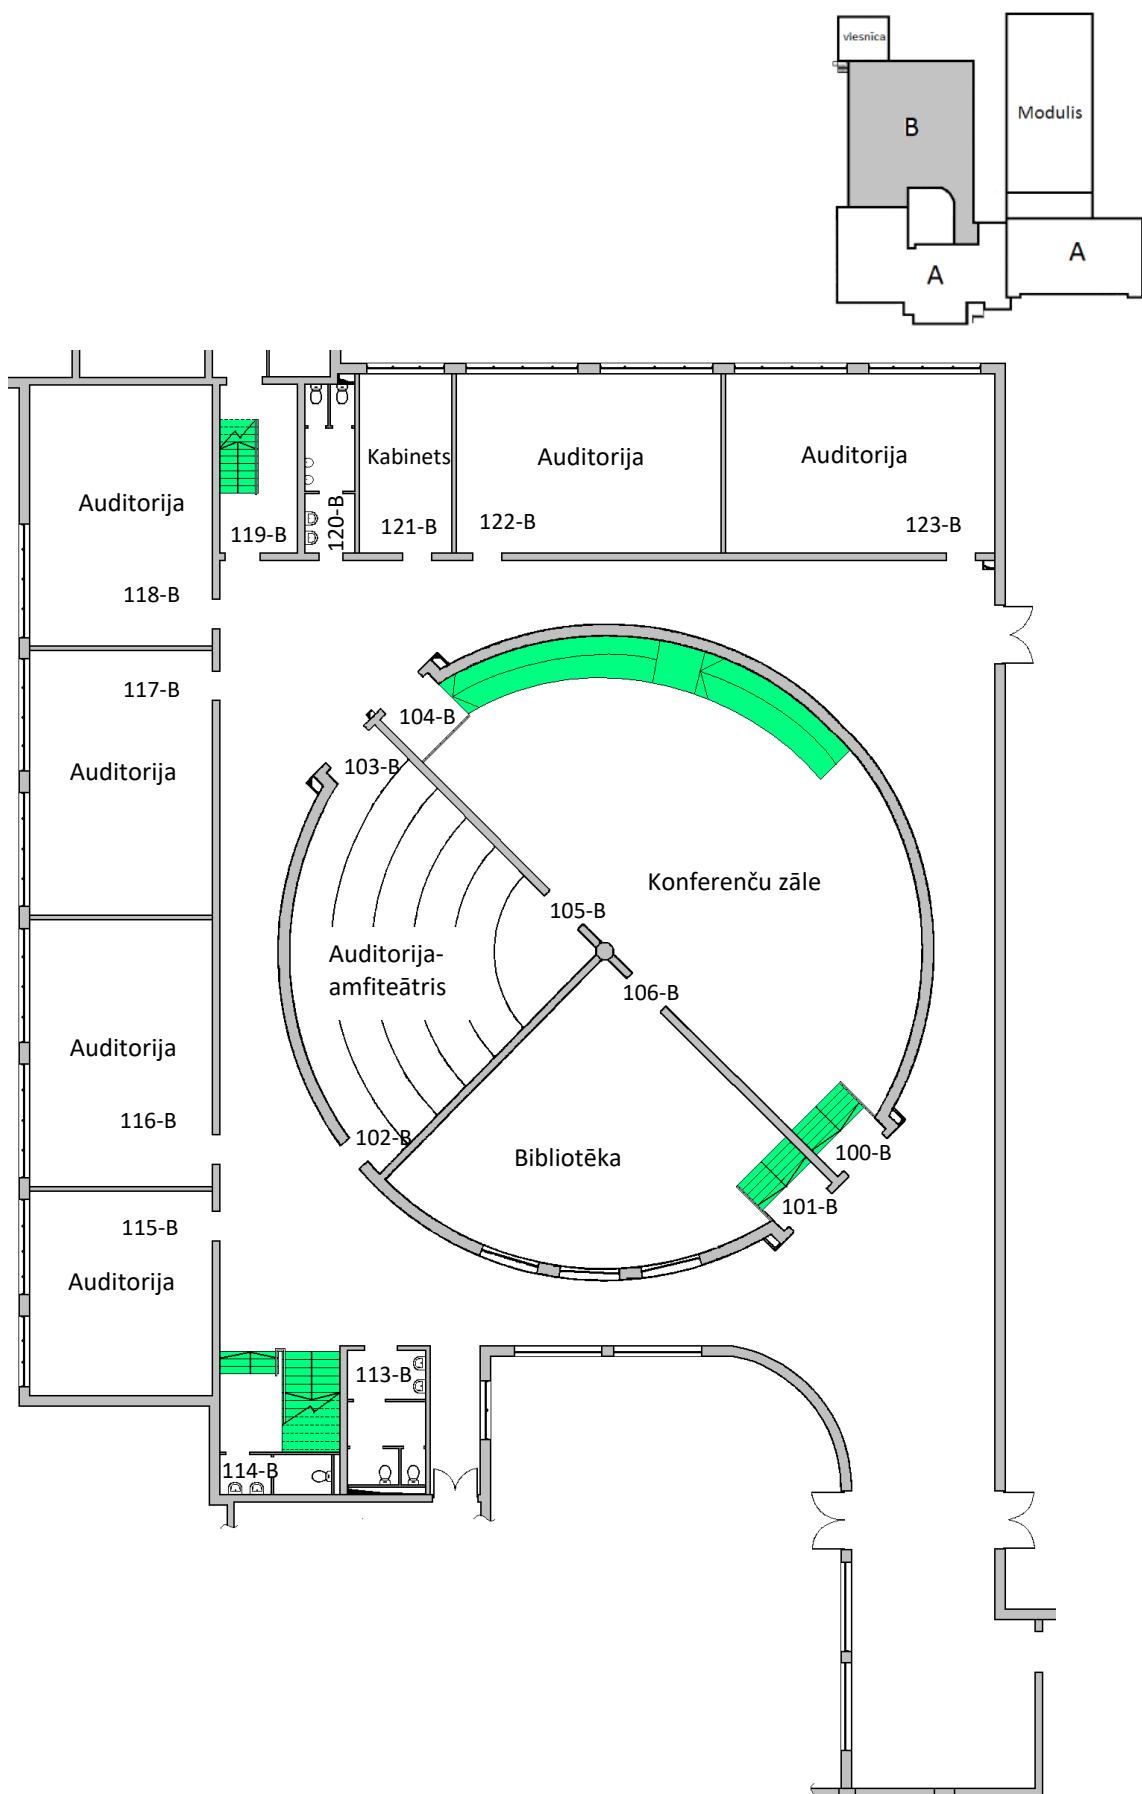 vIesnīca
B
Modulis
A
A
Kabinets
Auditorija
Auditorija
Auditorija
119-B
120-B
121-B
122-B
123-B
118-B
117-B
Auditorija
104-B
103-B
Konferenču zāle
105-B
Auditorija-
amfiteātris
106-B
Auditorija
116-B
102-B
Bibliotēka
100-B
101-B
115-B
Auditorija
113-B
114-B